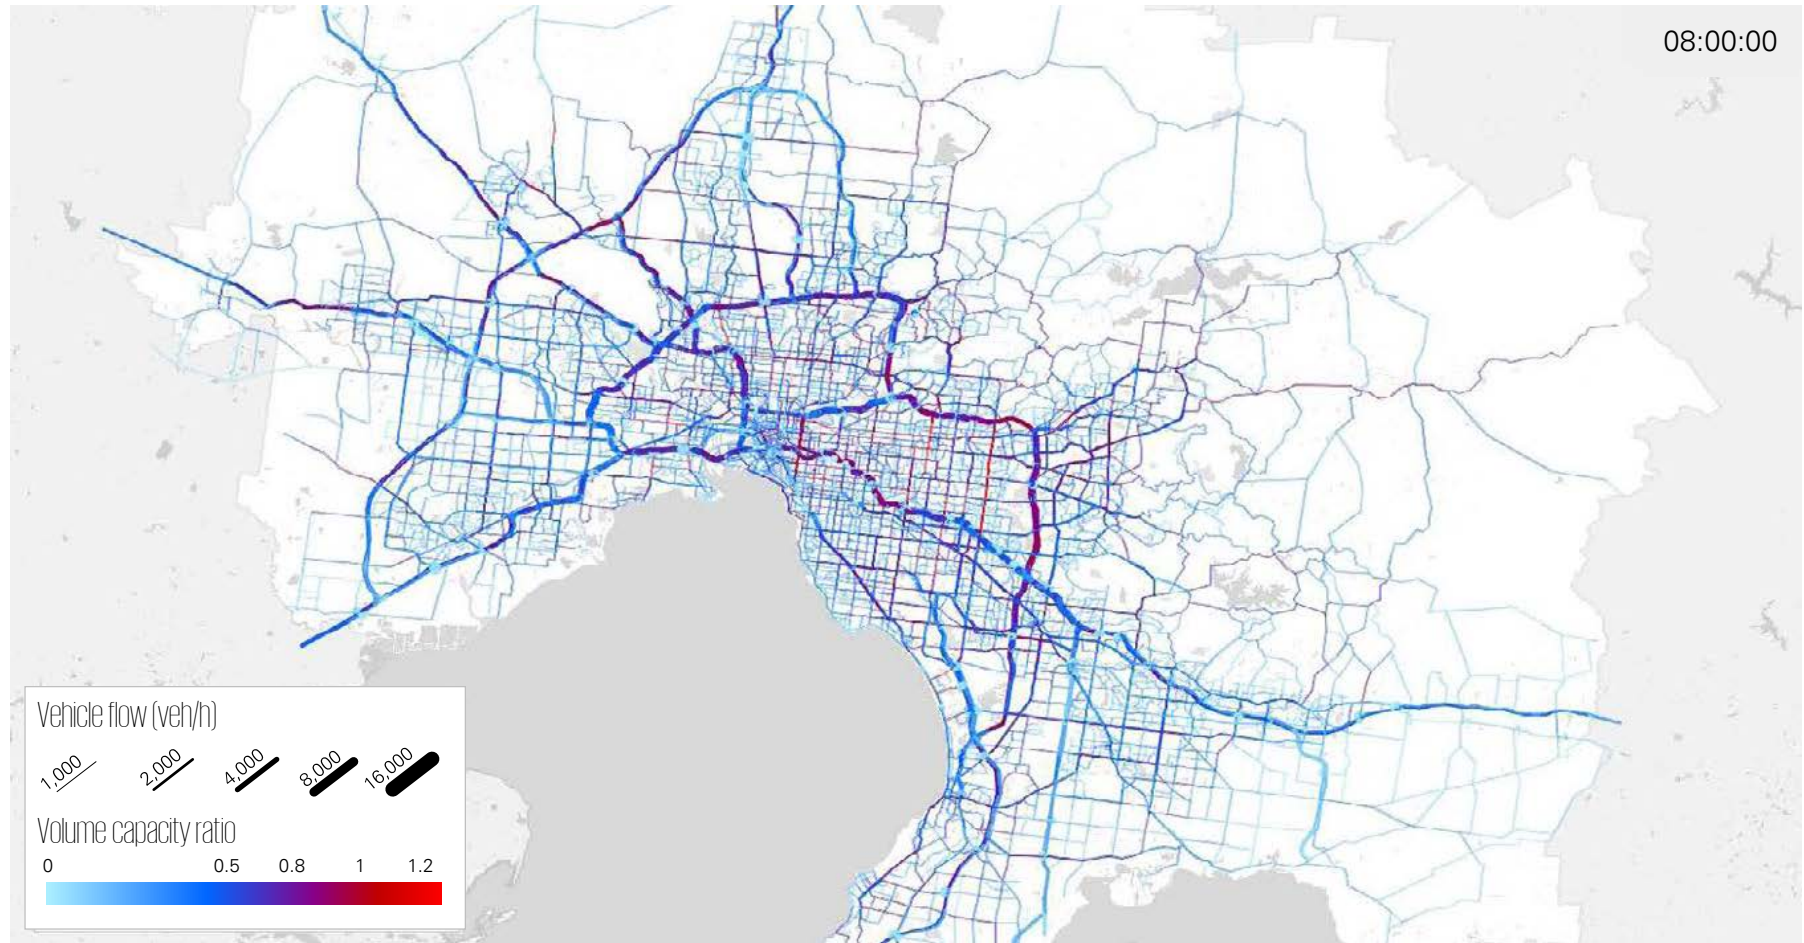 08:00:00
Vehicle flow (veh/h)
1,000 2,000 4,000 8,000 16,000
Volume capacity ratio
0 0.5 0.8 1 1.2